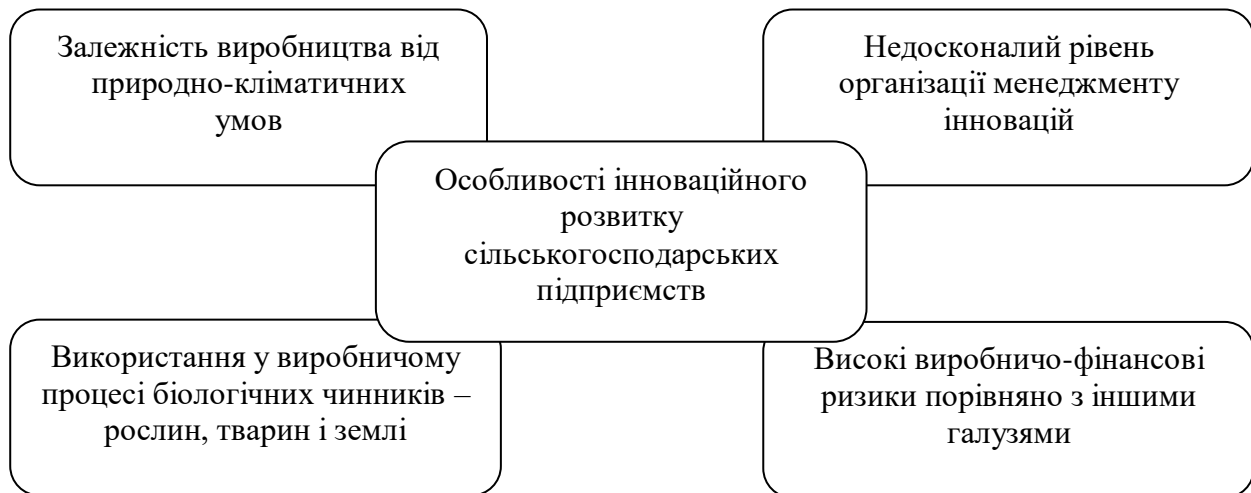 Залежність виробництва від
природно-кліматичних
умов
Недосконалий рівень
організації менеджменту
інновацій
Особливості інноваційного
розвитку
сільськогосподарських
підприємств
Використання у виробничому
процесі біологічних чинників –
рослин, тварин і землі
Високі виробничо-фінансові
ризики порівняно з іншими
галузями